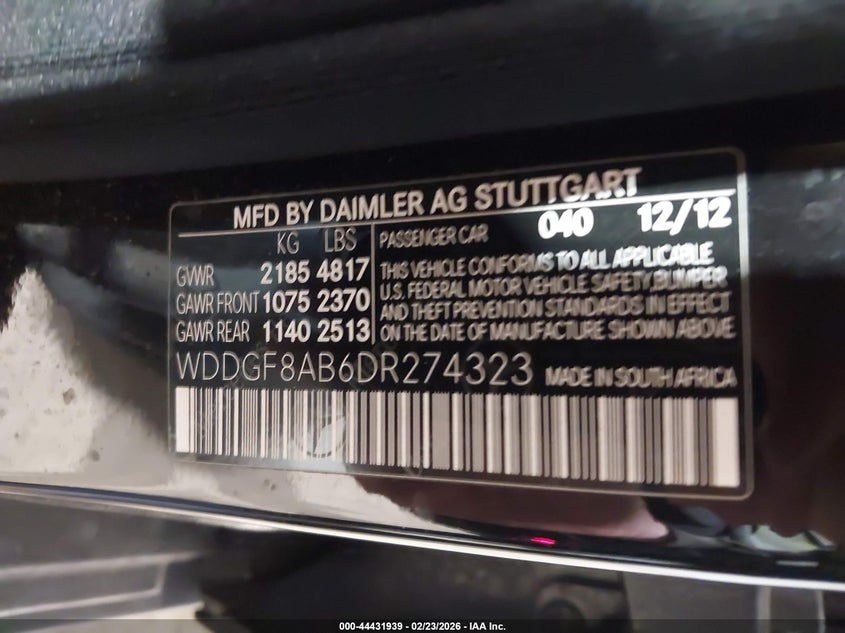 MFD BY DAIMLER AG STUTTGART
KG LBS
GVWR 2185 4817
GAWR FRONT 1075 2370
GAWR REAR 1140 2513
PASSENGER CAR 040 12/12
THIS VEHICLE CONFORMS TO ALL APPLICABLE
U.S. FEDERAL MOTOR VEHICLE SAFETY,BUMPER
AND THEFT PREVENTION STANDARDS IN EFFECT
ON THE DATE OF MANUFACTURE SHOWN ABOVE.
WDDGF8AB6DR274323 MADE IN SOUTH AFRICA
000-44431939 - 02/23/2026 - IAA Inc.